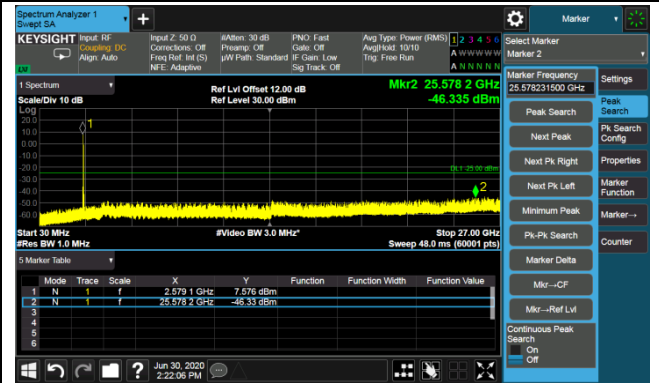 Spectrum Analyzer 1
Swept SA
Marker
KEYSIGHT Input: RF Input Z: 50 Ω #Atten: 30 dB PNO: Fast Avg Type: Power (RMS) 1 2 3 4 5 6
Coupling: DC Corrections: Off Preamp: Off Gate: Off Avg|Hold: 10/10 A W W W W W
Align: Auto Freq Ref: Int (S) µW Path: Standard IF Gain: Low Trig: Free Run A N N N N N
NFE: Adaptive Sig Track: Off
Select Marker
Marker 2
1 Spectrum
Ref Lvl Offset 12.00 dB Mkr2 25.578 2 GHz
Scale/Div 10 dB Ref Level 30.00 dBm -46.335 dBm
Log
20.0
10.0
0.00
-10.0
-20.0
-30.0
-40.0
-50.0
-60.0
1
DL1 -25.00 dBm
2
Start 30 MHz #Video BW 3.0 MHz* Stop 27.00 GHz
#Res BW 1.0 MHz Sweep 48.0 ms (60001 pts)
5 Marker Table
Mode Trace Scale X Y Function Function Width Function Value
1 N 1 f 2.579 1 GHz 7.576 dBm
2 N 1 f 25.578 2 GHz -46.33 dBm
3
4
5
6
Marker Frequency
25.578231500 GHz
Peak Search
Next Peak
Next Pk Right
Next Pk Left
Minimum Peak
Pk-Pk Search
Marker Delta
Mkr→CF
Mkr→Ref Lvl
Continuous Peak
Search
On
Off
Settings
Peak
Search
Pk Search
Config
Properties
Marker
Function
Marker→
Counter
Jun 30, 2020
2:22:06 PM